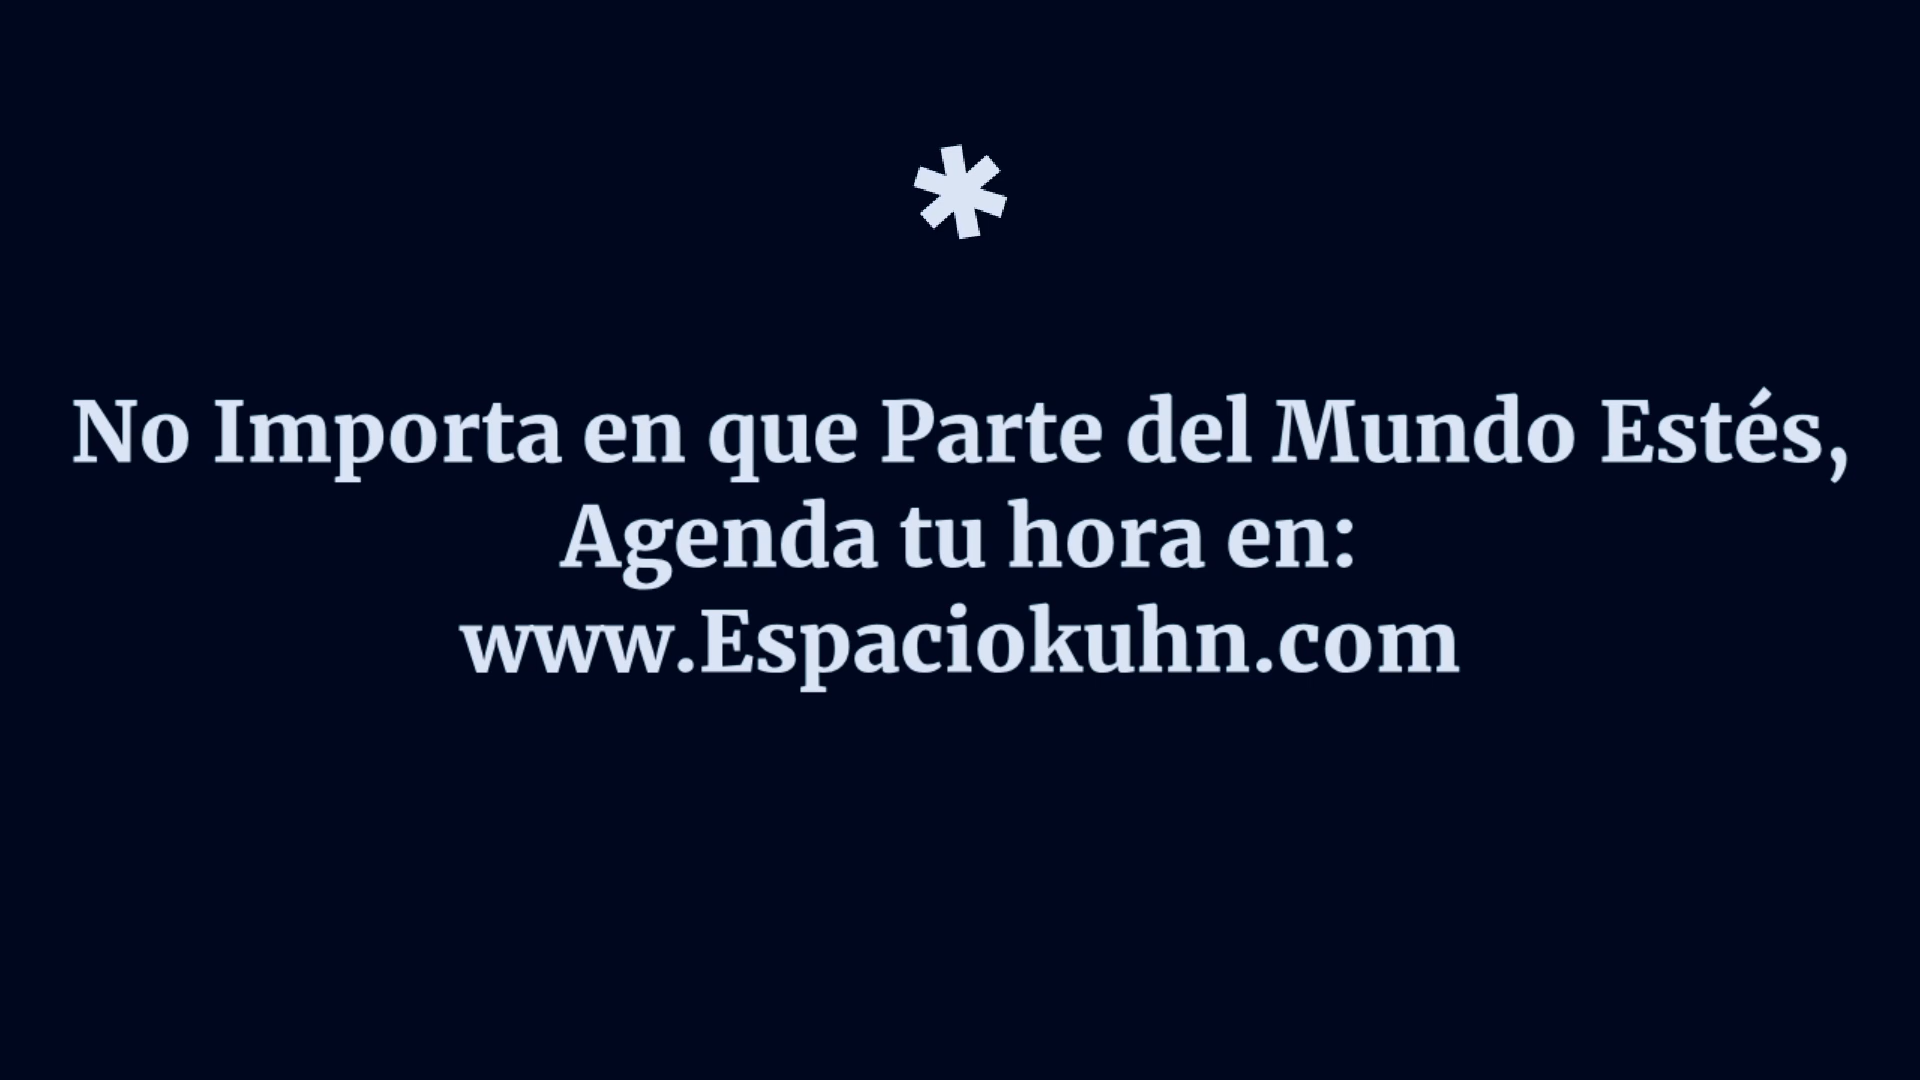 *
No Importa en que Parte del Mundo Estés,
Agenda tu hora en:
www.Espaciokuhn.com